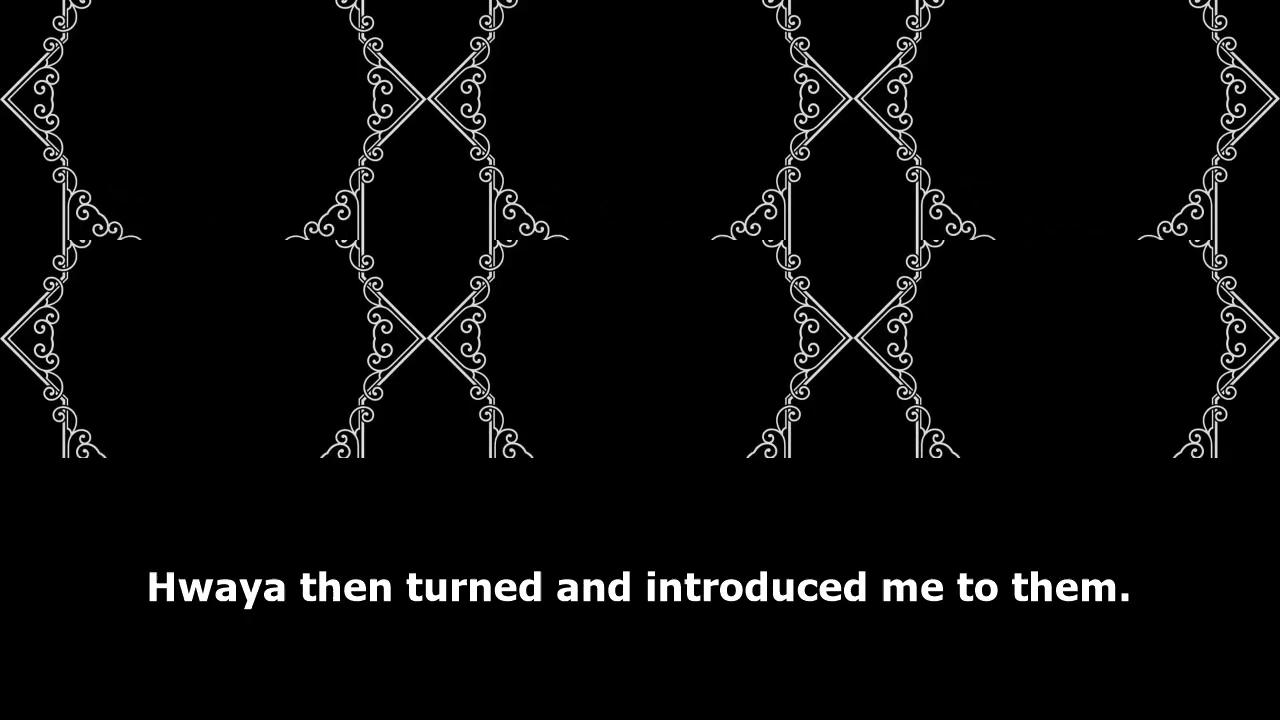 Hwaya then turned and introduced me to them.